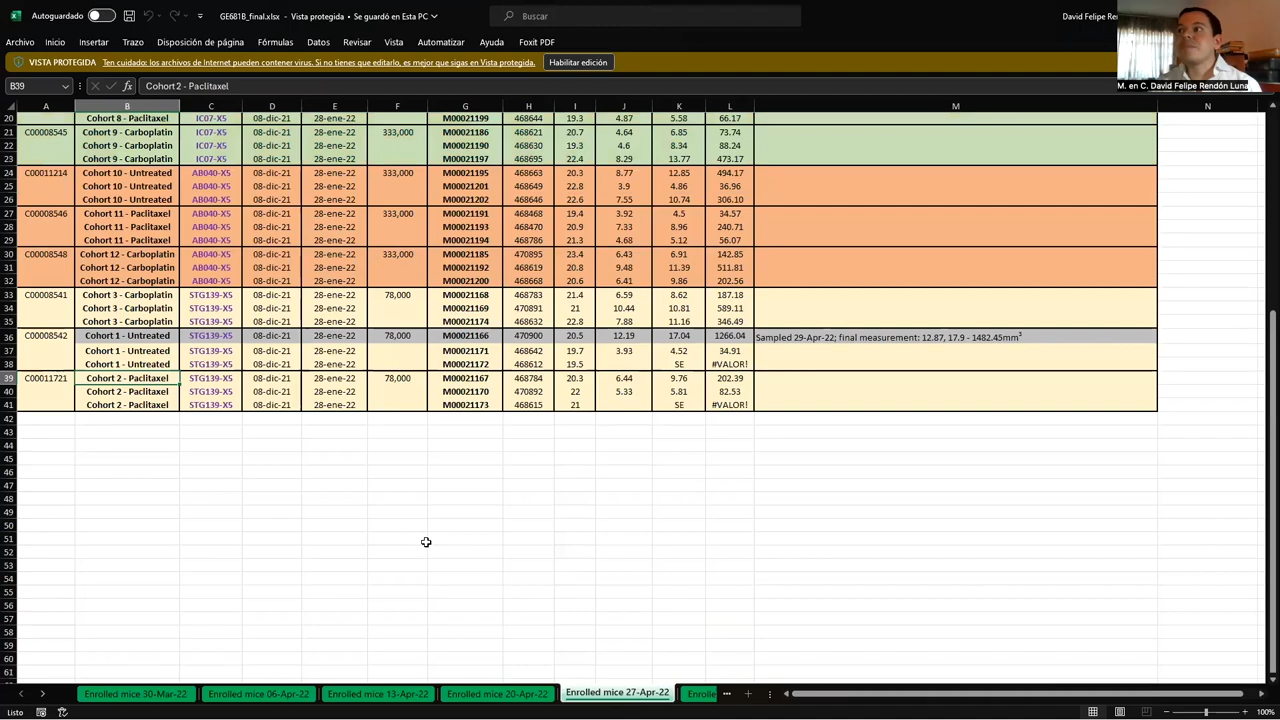 Autoguardado GE681B_final.xlsx - Vista protegida • Se guardó en Esta PC Buscar David Felipe Ren
Archivo Inicio Insertar Trazo Disposición de página Fórmulas Datos Revisar Vista Automatizar Ayuda Foxit PDF
VISTA PROTEGIDA Ten cuidado: los archivos de Internet pueden contener virus. Si no tienes que editarlo, es mejor que sigas en Vista protegida. Habilitar edición
M. en C. David Felipe Rendón Luna
B39 fx Cohort 2 - Paclitaxel
A B C D E F G H I J K L M N
20 Cohort 8 - Paclitaxel IC07-X5 08-dic-21 28-ene-22 M00021199 468644 19.3 4.87 5.58 66.17
21 C00008545 Cohort 9 - Carboplatin IC07-X5 08-dic-21 28-ene-22 333,000 M00021186 468621 20.7 4.64 6.85 73.74
22 Cohort 9 - Carboplatin IC07-X5 08-dic-21 28-ene-22 M00021190 468630 19.3 4.6 8.34 88.24
23 Cohort 9 - Carboplatin IC07-X5 08-dic-21 28-ene-22 M00021197 468695 22.4 8.29 13.77 473.17
24 C00011214 Cohort 10 - Untreated AB040-X5 08-dic-21 28-ene-22 333,000 M00021195 468663 20.3 8.77 12.85 494.17
25 Cohort 10 - Untreated AB040-X5 08-dic-21 28-ene-22 M00021201 468649 22.8 3.9 4.86 36.96
26 Cohort 10 - Untreated AB040-X5 08-dic-21 28-ene-22 M00021202 468646 22.6 7.55 10.74 306.10
27 C00008546 Cohort 11 - Paclitaxel AB040-X5 08-dic-21 28-ene-22 333,000 M00021191 468468 19.4 3.92 4.5 34.57
28 Cohort 11 - Paclitaxel AB040-X5 08-dic-21 28-ene-22 M00021193 468470 20.9 7.33 8.96 240.71
29 Cohort 11 - Paclitaxel AB040-X5 08-dic-21 28-ene-22 M00021194 468786 21.3 4.68 5.12 56.07
30 C00008548 Cohort 12 - Carboplatin AB040-X5 08-dic-21 28-ene-22 333,000 M00021185 470895 23.4 6.43 6.91 142.85
31 Cohort 12 - Carboplatin AB040-X5 08-dic-21 28-ene-22 M00021192 468619 20.8 9.48 11.39 511.81
32 Cohort 12 - Carboplatin AB040-X5 08-dic-21 28-ene-22 M00021200 468668 20.6 6.41 9.86 202.56
33 C00008541 Cohort 3 - Carboplatin STG139-X5 08-dic-21 28-ene-22 78,000 M00021168 468783 21.4 6.59 8.62 187.18
34 Cohort 3 - Carboplatin STG139-X5 08-dic-21 28-ene-22 M00021169 470891 21 10.44 10.81 589.11
35 Cohort 3 - Carboplatin STG139-X5 08-dic-21 28-ene-22 M00021174 468632 22.8 7.88 11.16 346.49
36 C00008542 Cohort 1 - Untreated STG139-X5 08-dic-21 28-ene-22 78,000 M00021166 470900 20.5 12.19 17.04 1266.04 Sampled 29-Apr-22; final measurement: 12.87, 17.9 - 1482.45mm³
37 Cohort 1 - Untreated STG139-X5 08-dic-21 28-ene-22 M00021171 468642 19.7 3.93 4.52 34.91
38 Cohort 1 - Untreated STG139-X5 08-dic-21 28-ene-22 M00021172 468612 19.5 SE #VALOR!
39 C00011721 Cohort 2 - Paclitaxel STG139-X5 08-dic-21 28-ene-22 78,000 M00021167 468784 20.3 6.44 9.76 202.39
40 Cohort 2 - Paclitaxel STG139-X5 08-dic-21 28-ene-22 M00021170 470892 22 5.33 5.81 82.53
41 Cohort 2 - Paclitaxel STG139-X5 08-dic-21 28-ene-22 M00021173 468615 21 SE #VALOR!
42
43
44
45
46
47
48
49
50
51
52
53
54
55
56
57
58
59
60
61
Enrolled mice 30-Mar-22 Enrolled mice 06-Apr-22 Enrolled mice 13-Apr-22 Enrolled mice 20-Apr-22 Enrolled mice 27-Apr-22 Enrolle ...
Listo 100%